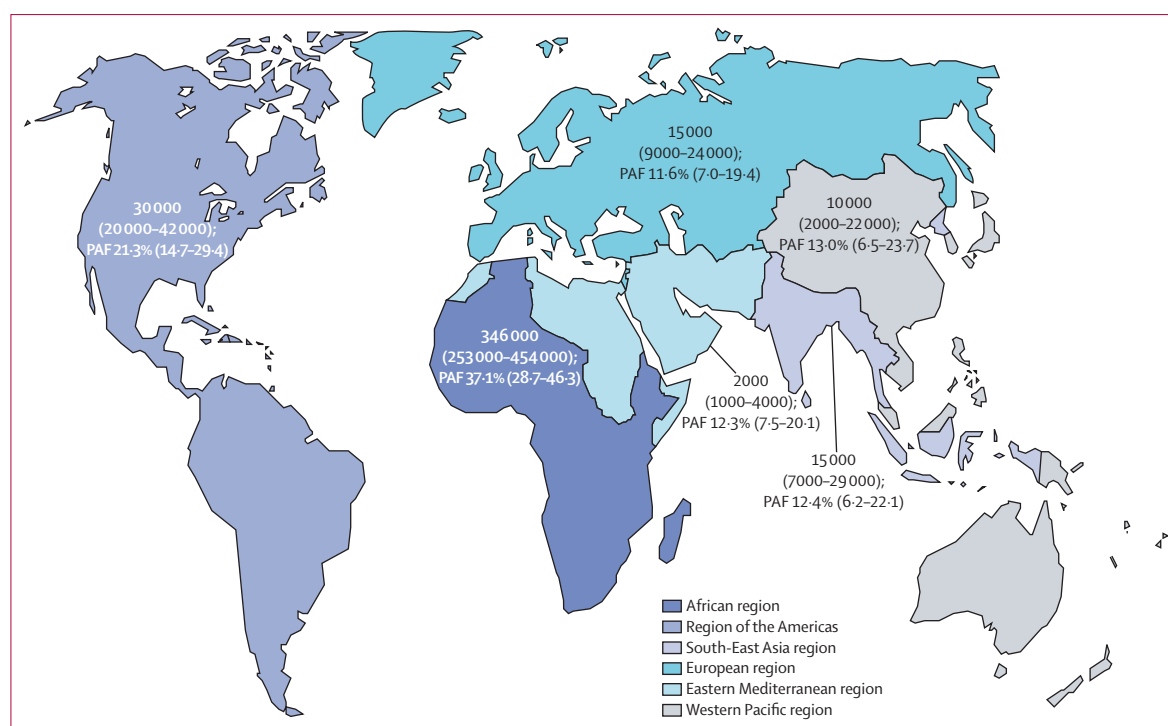 15 000
(9000–24 000);
PAF 11·6% (7·0–19·4)
30 000
(20 000–42 000);
PAF 21·3% (14·7–29·4)
10 000
(2000–22 000);
PAF 13·0% (6·5–23·7)
346 000
(253 000–454 000);
PAF 37·1% (28·7–46·3)
2000
(1000–4000);
PAF 12·3% (7·5–20·1)
15 000
(7000–29 000);
PAF 12·4% (6·2–22·1)
African region
Region of the Americas
South-East Asia region
European region
Eastern Mediterranean region
Western Pacific region